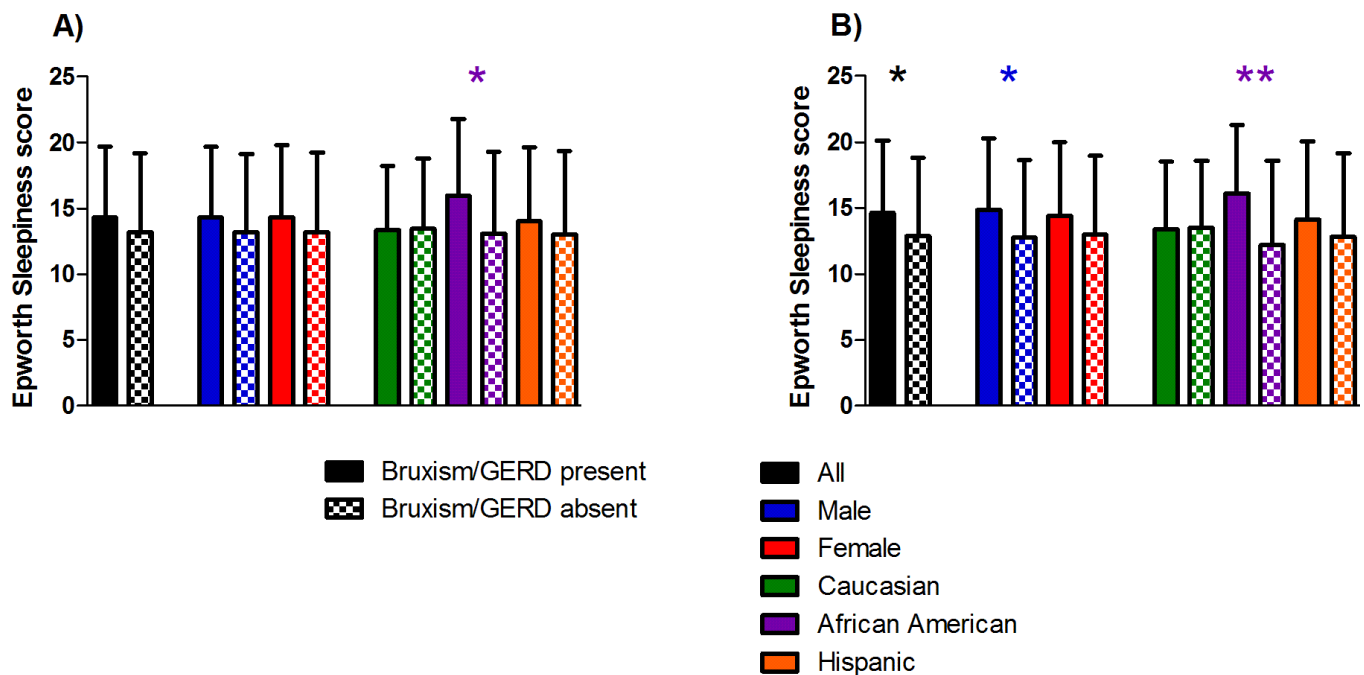 A)
*
25
20
15
10
5
0
Epworth Sleepiness score
B)
* * **
25
20
15
10
5
0
Epworth Sleepiness score
Bruxism/GERD present
Bruxism/GERD absent
All
Male
Female
Caucasian
African American
Hispanic